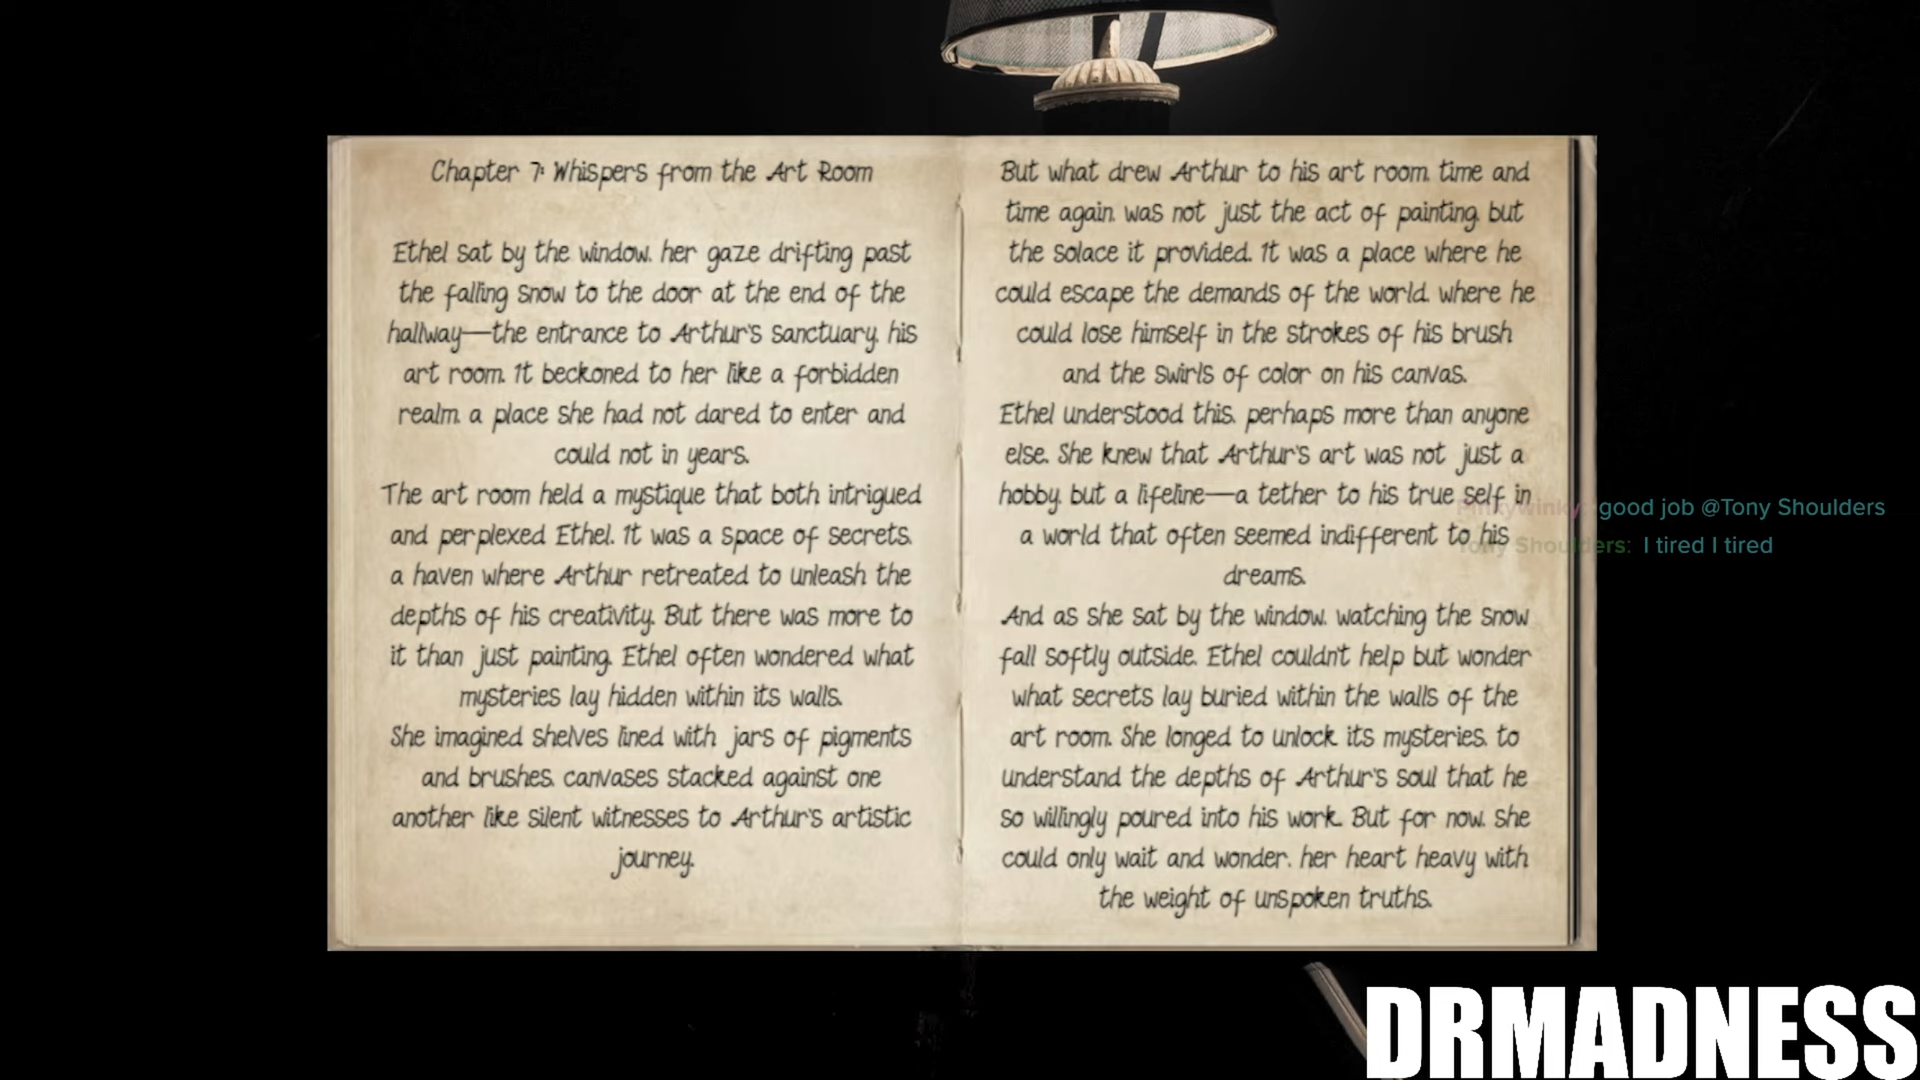 Chapter 7: Whispers from the Art Room
Ethel sat by the window, her gaze drifting past
the falling snow to the door at the end of the
hallway—the entrance to Arthur's sanctuary, his
art room. It beckoned to her like a forbidden
realm, a place she had not dared to enter and
could not in years.
The art room held a mystique that both intrigued
and perplexed Ethel. It was a space of secrets,
a haven where Arthur retreated to unleash the
depths of his creativity. But there was more to
it than just painting. Ethel often wondered what
mysteries lay hidden within its walls.
She imagined shelves lined with jars of pigments
and brushes, canvases stacked against one
another like silent witnesses to Arthur's artistic
journey.
But what drew Arthur to his art room, time and
time again, was not just the act of painting, but
the solace it provided. It was a place where he
could escape the demands of the world, where he
could lose himself in the strokes of his brush
and the swirls of color on his canvas.
Ethel understood this, perhaps more than anyone
else. She knew that Arthur's art was not just a
hobby, but a lifeline—a tether to his true self in
a world that often seemed indifferent to his
dreams.
And as she sat by the window, watching the snow
fall softly outside, Ethel couldn't help but wonder
what secrets lay buried within the walls of the
art room. She longed to unlock its mysteries, to
understand the depths of Arthur's soul that he
so willingly poured into his work. But for now, she
could only wait and wonder, her heart heavy with
the weight of unspoken truths.
good job @Tony Shoulders
Tony Shoulders: I tired I tired
DRMADNESS